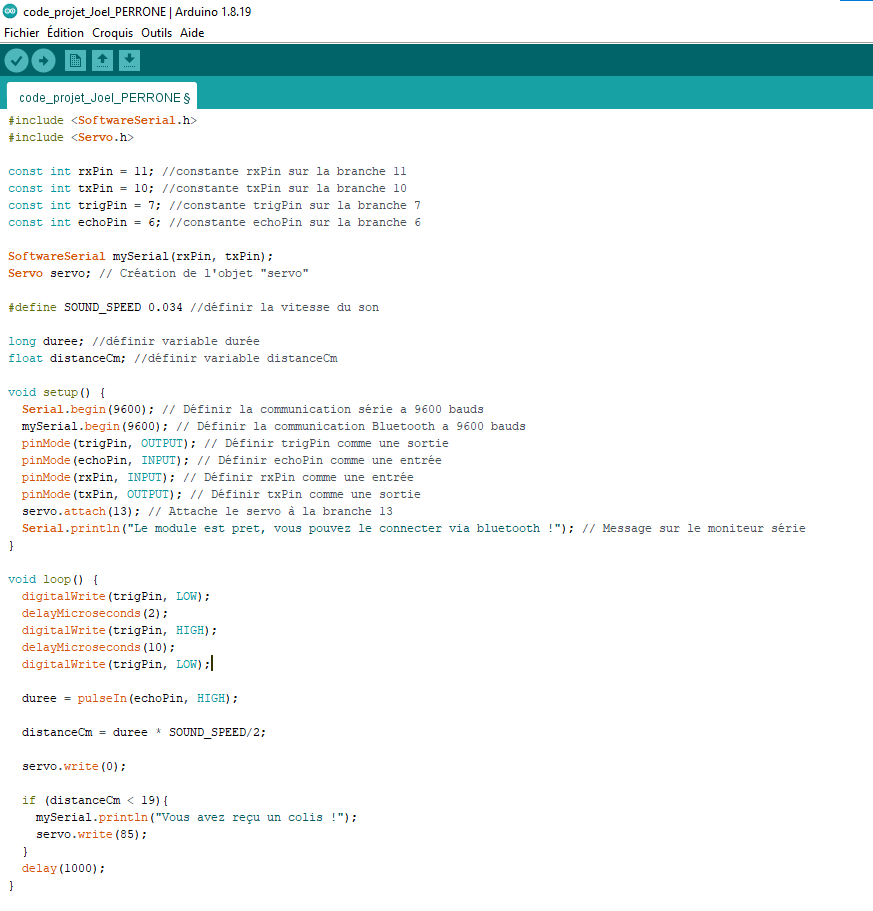 code_projet_Joel_PERRONE | Arduino 1.8.19
Fichier Édition Croquis Outils Aide
code_projet_Joel_PERRONE §
#include <SoftwareSerial.h>
#include <Servo.h>
const int rxPin = 11; //constante rxPin sur la branche 11
const int txPin = 10; //constante txPin sur la branche 10
const int trigPin = 7; //constante trigPin sur la branche 7
const int echoPin = 6; //constante echoPin sur la branche 6
SoftwareSerial mySerial(rxPin, txPin);
Servo servo; // Création de l'objet "servo"
#define SOUND_SPEED 0.034 //définir la vitesse du son
long duree; //définir variable durée
float distanceCm; //définir variable distanceCm
void setup() {
  Serial.begin(9600); // Définir la communication série a 9600 bauds
  mySerial.begin(9600); // Définir la communication Bluetooth a 9600 bauds
  pinMode(trigPin, OUTPUT); // Définir trigPin comme une sortie
  pinMode(echoPin, INPUT); // Définir echoPin comme une entrée
  pinMode(rxPin, INPUT); // Définir rxPin comme une entrée
  pinMode(txPin, OUTPUT); // Définir txPin comme une sortie
  servo.attach(13); // Attache le servo à la branche 13
  Serial.println("Le module est pret, vous pouvez le connecter via bluetooth !"); // Message sur le moniteur série
}
void loop() {
  digitalWrite(trigPin, LOW);
  delayMicroseconds(2);
  digitalWrite(trigPin, HIGH);
  delayMicroseconds(10);
  digitalWrite(trigPin, LOW);
  duree = pulseIn(echoPin, HIGH);
  distanceCm = duree * SOUND_SPEED/2;
  servo.write(0);
  if (distanceCm < 19){
    mySerial.println("Vous avez reçu un colis !");
    servo.write(85);
  }
  delay(1000);
}